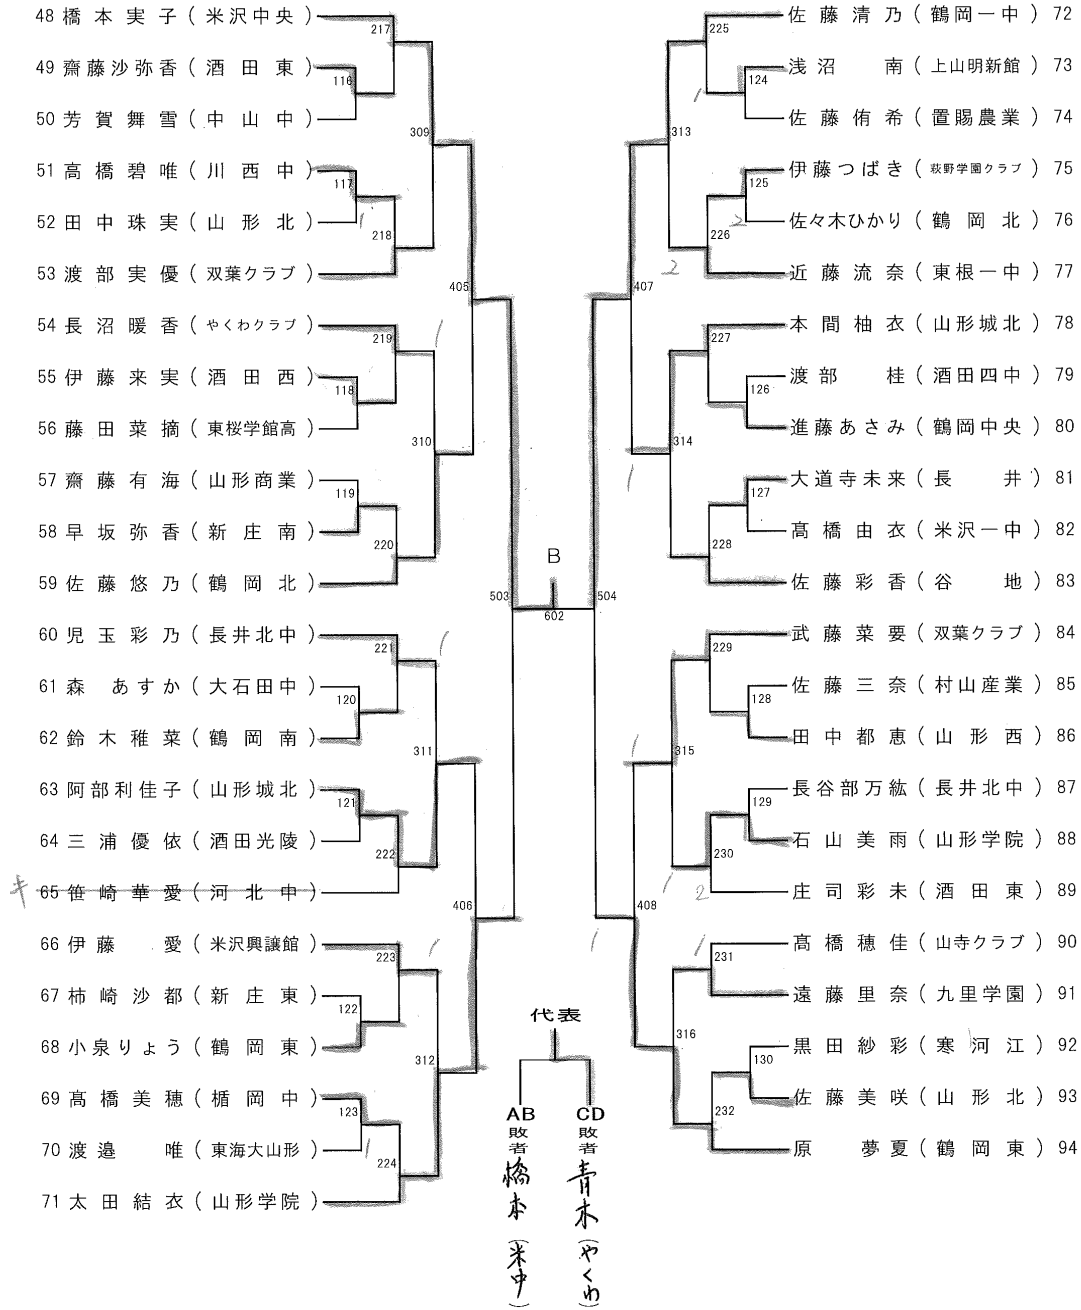 48 橋本実子（米沢中央）
49 齋藤沙弥香（酒田東）
50 芳賀舞雪（中山中）
51 高橋碧唯（川西中）
52 田中珠実（山形北）
53 渡部実優（双葉クラブ）
54 長沼暖香（やくわクラブ）
55 伊藤来実（酒田西）
56 藤田菜摘（東桜学館高）
57 齋藤有海（山形商業）
58 早坂弥香（新庄南）
59 佐藤悠乃（鶴岡北）
60 児玉彩乃（長井北中）
61 森あすか（大石田中）
62 鈴木稚菜（鶴岡南）
63 阿部利佳子（山形城北）
64 三浦優依（酒田光陵）
キ 65 笹崎華愛（河北中）
66 伊藤愛（米沢興譲館）
67 柿崎沙都（新庄東）
68 小泉りょう（鶴岡東）
69 髙橋美穂（楯岡中）
70 渡邉唯（東海大山形）
71 太田結衣（山形学院）
217
116
309
117
218
405
219
118
310
119
220
503
221
120
311
121
222
406
223
122
312
123
224
B
602
代表
AB敗者
橋本（米中）
CD敗者
青木（やくわ）
225
124
313
125
2
226
2
407
227
126
314
127
228
504
229
128
315
129
230
2
408
231
316
130
232
佐藤清乃（鶴岡一中）72
浅沼南（上山明新館）73
佐藤侑希（置賜農業）74
伊藤つばき（萩野学園クラブ）75
佐々木ひかり（鶴岡北）76
近藤流奈（東根一中）77
本間柚衣（山形城北）78
渡部桂（酒田四中）79
進藤あさみ（鶴岡中央）80
大道寺未来（長井）81
髙橋由衣（米沢一中）82
佐藤彩香（谷地）83
武藤菜要（双葉クラブ）84
佐藤三奈（村山産業）85
田中都恵（山形西）86
長谷部万紘（長井北中）87
石山美雨（山形学院）88
庄司彩未（酒田東）89
髙橋穂佳（山寺クラブ）90
遠藤里奈（九里学園）91
黒田紗彩（寒河江）92
佐藤美咲（山形北）93
原夢夏（鶴岡東）94